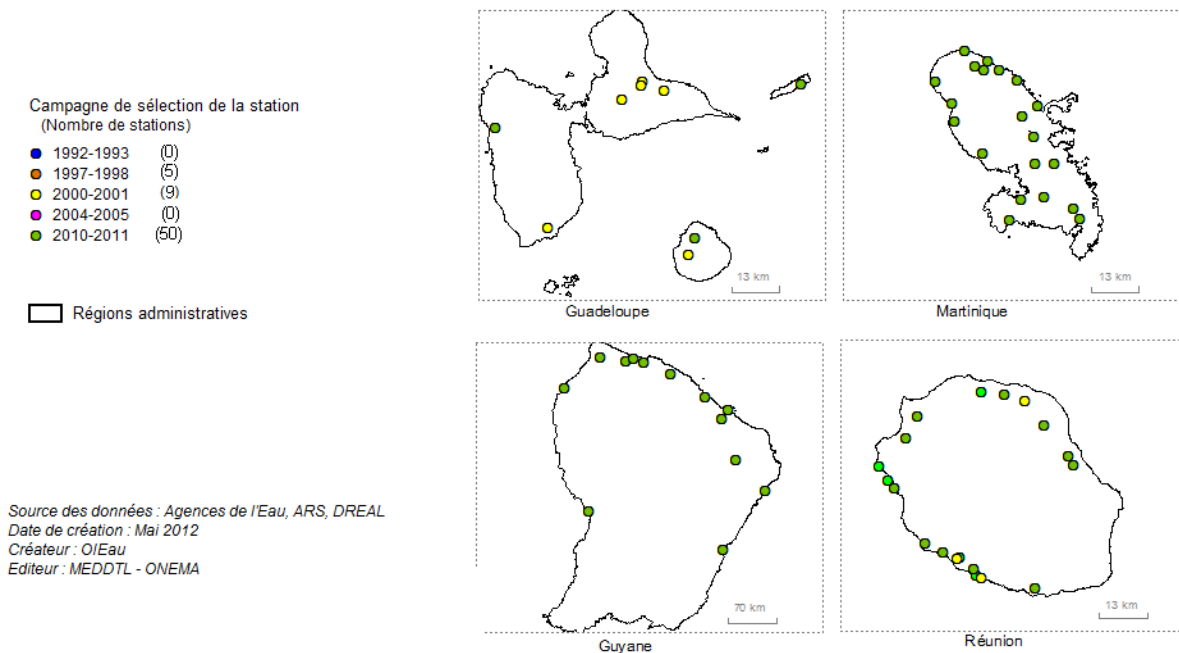 Campagne de sélection de la station
(Nombre de stations)
1992-1993 (0)
1997-1998 (5)
2000-2001 (9)
2004-2005 (0)
2010-2011 (50)
Régions administratives
Source des données : Agences de l'Eau, ARS, DREAL
Date de création : Mai 2012
Créateur : OIEau
Editeur : MEDDTL - ONEMA
13 km
Guadeloupe
13 km
Martinique
70 km
Guyane
13 km
Réunion